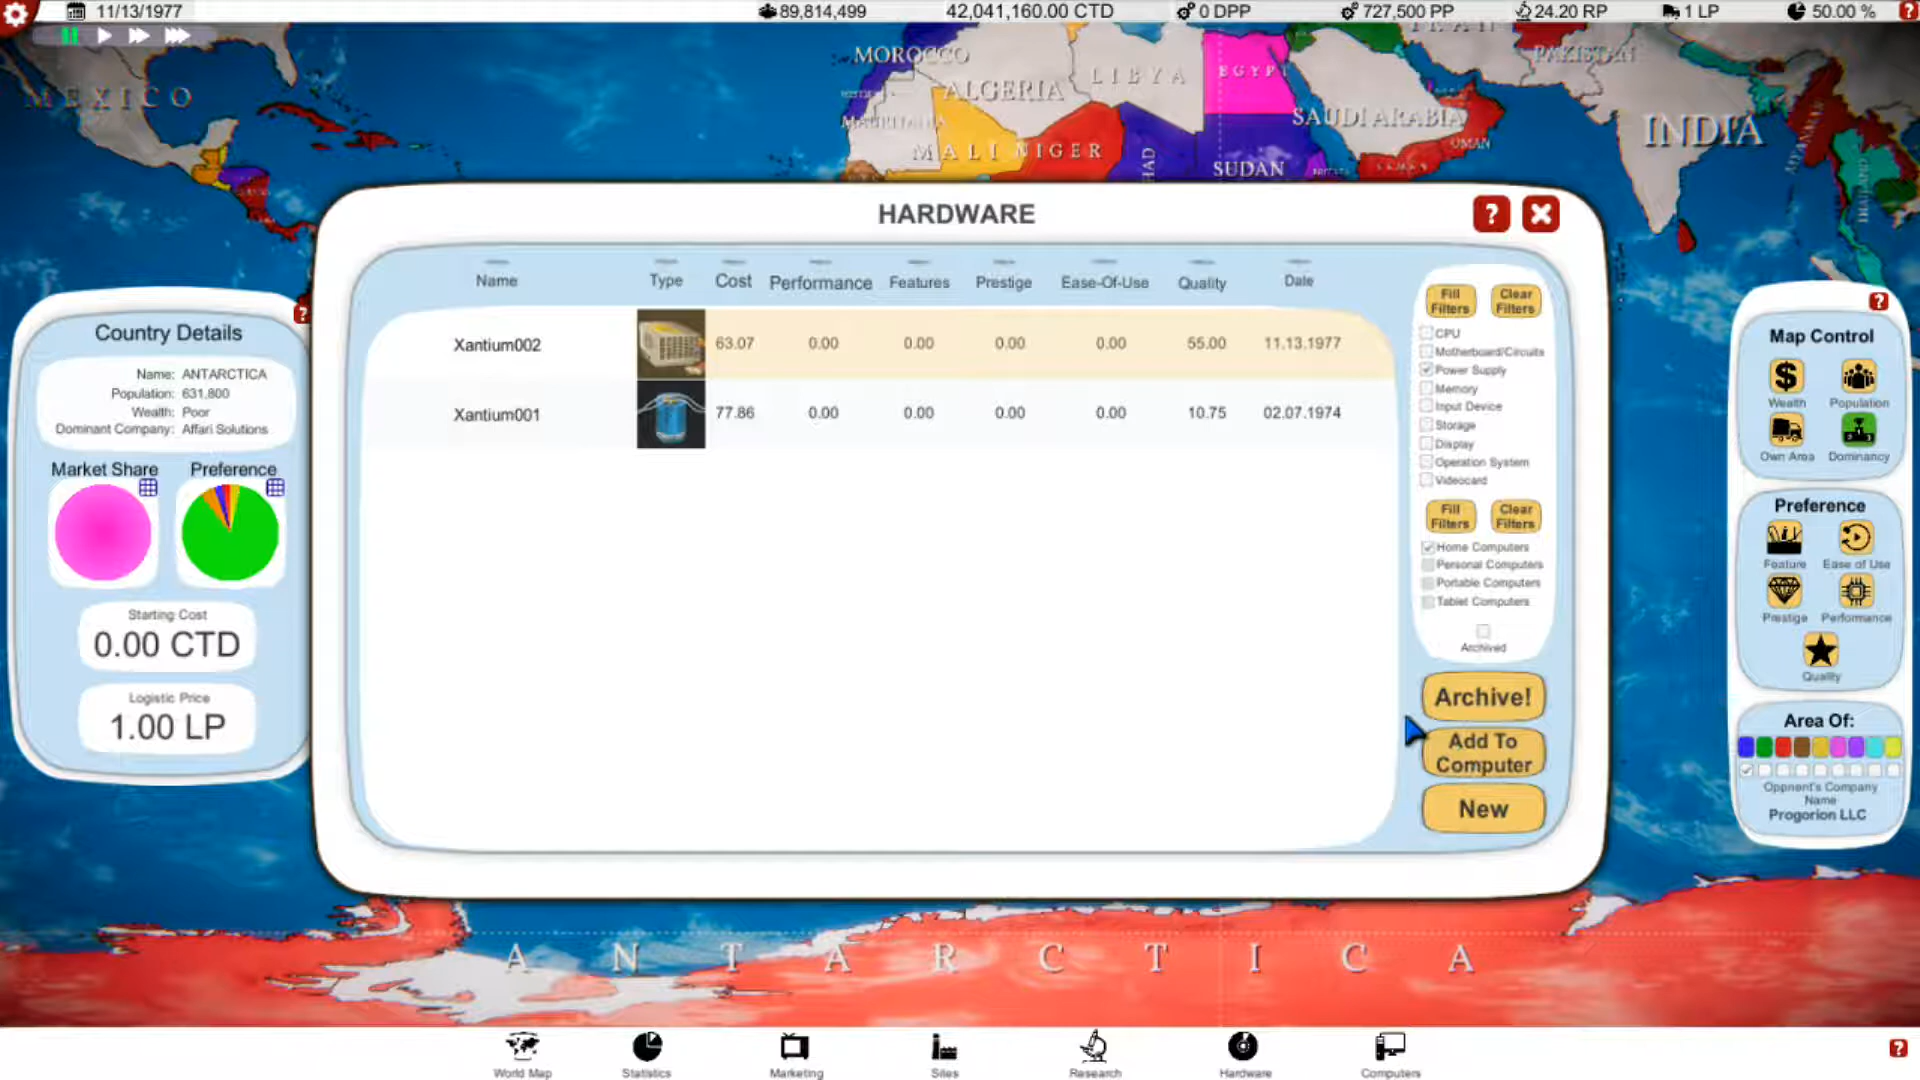 11/13/1977
89,814,499
42,041,160.00 CTD
0 DPP
727,500 PP
24.20 RP
1 LP
50.00 %
?
MEXICO
MOROCCO
ALGERIA
LIBYA
EGYPT
MAURITANIA
MALI
NIGER
CHAD
SUDAN
SAUDI ARABIA
OMAN
YEMEN
IRAN
PAKISTAN
INDIA
MYANMAR
THAILAND
HARDWARE
?
Name
Type
Cost
Performance
Features
Prestige
Ease-Of-Use
Quality
Date
Xantium002
63.07
0.00
0.00
0.00
0.00
55.00
11.13.1977
Xantium001
77.86
0.00
0.00
0.00
0.00
10.75
02.07.1974
Fill Filters
Clear Filters
CPU
Motherboard/Circuits
Power Supply
Memory
Input Device
Storage
Display
Operation System
Videocard
Fill Filters
Clear Filters
Home Computers
Personal Computers
Portable Computers
Tablet Computers
Archived
Archive!
Add To Computer
New
?
Country Details
Name: ANTARCTICA
Population: 631,800
Wealth: Poor
Dominant Company: Affari Solutions
Market Share
Preference
Starting Cost
0.00 CTD
Logistic Price
1.00 LP
?
Map Control
Wealth
Population
Own Area
Dominancy
Preference
Feature
Ease of Use
Prestige
Performance
Quality
Area Of:
Oppnent's Company
Name
Progorion LLC
ANTARCTICA
World Map
Statistics
Marketing
Sites
Research
Hardware
Computers
?